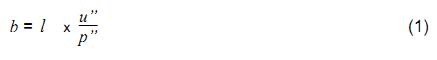 b = l x u”/p” (1)